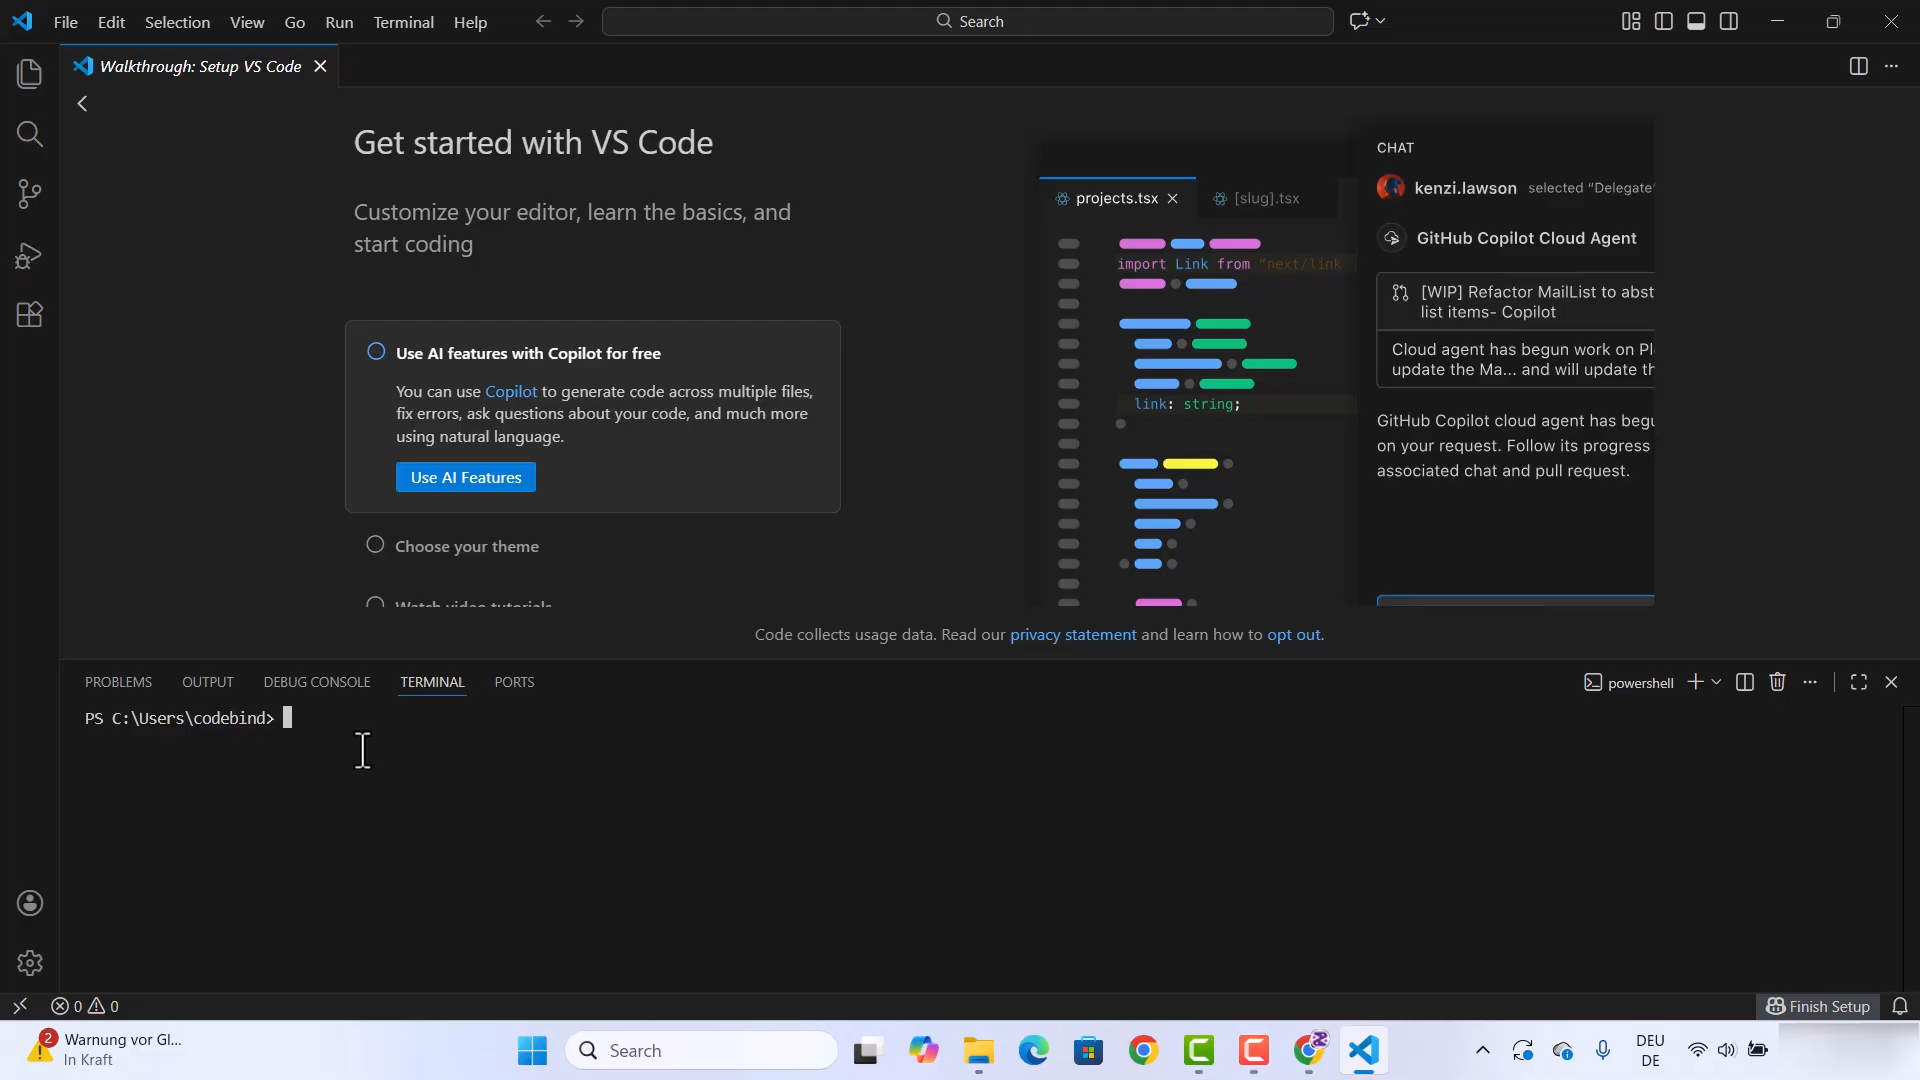 File Edit Selection View Go Run Terminal Help
Search
Walkthrough: Setup VS Code
Get started with VS Code
Customize your editor, learn the basics, and
start coding
Use AI features with Copilot for free
You can use Copilot to generate code across multiple files,
fix errors, ask questions about your code, and much more
using natural language.
Use AI Features
Choose your theme
Watch video tutorials
projects.tsx
[slug].tsx
import Link from "next/link
link: string;
CHAT
kenzi.lawson selected "Delegate"
GitHub Copilot Cloud Agent
[WIP] Refactor MailList to abst
list items- Copilot
Cloud agent has begun work on Pl
update the Ma... and will update th
GitHub Copilot cloud agent has begu
on your request. Follow its progress
associated chat and pull request.
Code collects usage data. Read our privacy statement and learn how to opt out.
PROBLEMS OUTPUT DEBUG CONSOLE TERMINAL PORTS
powershell
PS C:\Users\codebind>
0 0
Finish Setup
2
Warnung vor Gl...
In Kraft
Search
DEU
DE